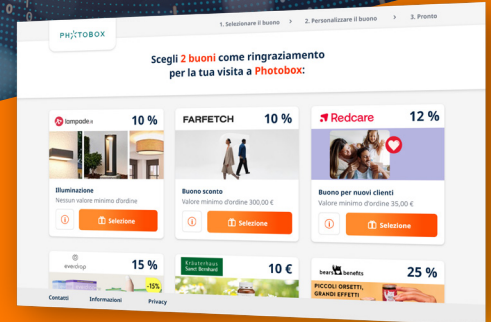 PHOTOBOX
1. Selezionare il buono > 2. Personalizzare il buono > 3. Pronto
Scegli 2 buoni come ringraziamento
per la tua visita a Photobox:
lampade.it 10 %
Illuminazione
Nessun valore minimo d'ordine
Selezione
FARFETCH 10 %
Buono sconto
Valore minimo d'ordine 300,00 €
Selezione
Redcare 12 %
Buono per nuovi clienti
Valore minimo d'ordine 35,00 €
Selezione
everdrop 15 %
-15%
Kräuterhaus
Sanct Bernhard 10 €
bears with benefits 25 %
PICCOLI ORSETTI,
GRANDI EFFETTI
Contatti Informazioni Privacy